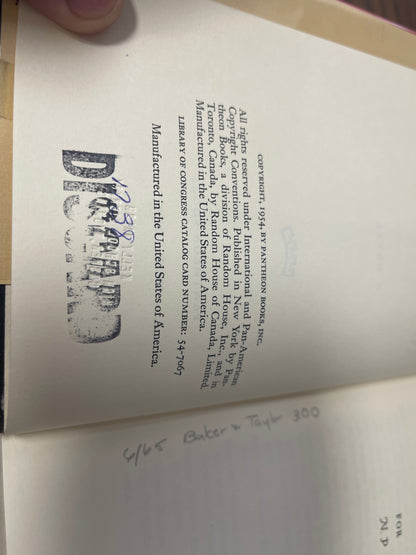 COPYRIGHT, 1954, BY PANTHEON BOOKS, INC.
All rights reserved under International and Pan-American
Copyright Conventions. Published in New York by Pan-
theon Books, a division of Random House, Inc., and in
Toronto, Canada, by Random House of Canada, Limited.
Manufactured in the United States of America.
LIBRARY OF CONGRESS CATALOG CARD NUMBER: 54-7067
Manufactured in the United States of America.
DISCARD
4/65 Baker & Taylor 300
FOR
N. P